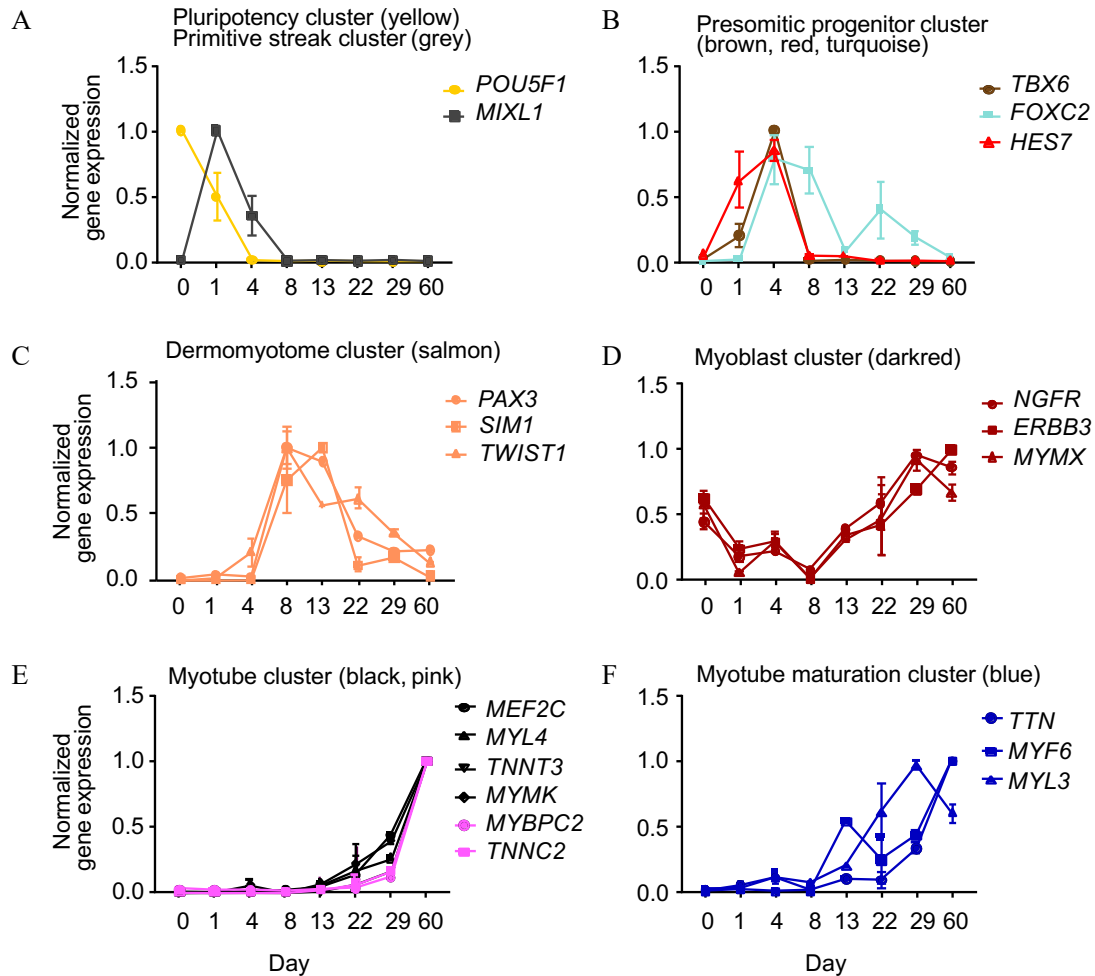 A
Pluripotency cluster (yellow)
Primitive streak cluster (grey)
Normalized
gene expression
1.5
1.0
0.5
0.0
0 1 4 8 13 22 29 60
POU5F1
MIXL1
B
Presomitic progenitor cluster
(brown, red, turquoise)
1.5
1.0
0.5
0.0
0 1 4 8 13 22 29 60
TBX6
FOXC2
HES7
C
Dermomyotome cluster (salmon)
Normalized
gene expression
1.5
1.0
0.5
0.0
0 1 4 8 13 22 29 60
PAX3
SIM1
TWIST1
D
Myoblast cluster (darkred)
1.5
1.0
0.5
0.0
0 1 4 8 13 22 29 60
NGFR
ERBB3
MYMX
E
Myotube cluster (black, pink)
Normalized
gene expression
1.5
1.0
0.5
0.0
0 1 4 8 13 22 29 60
Day
MEF2C
MYL4
TNNT3
MYMK
MYBPC2
TNNC2
F
Myotube maturation cluster (blue)
1.5
1.0
0.5
0.0
0 1 4 8 13 22 29 60
Day
TTN
MYF6
MYL3